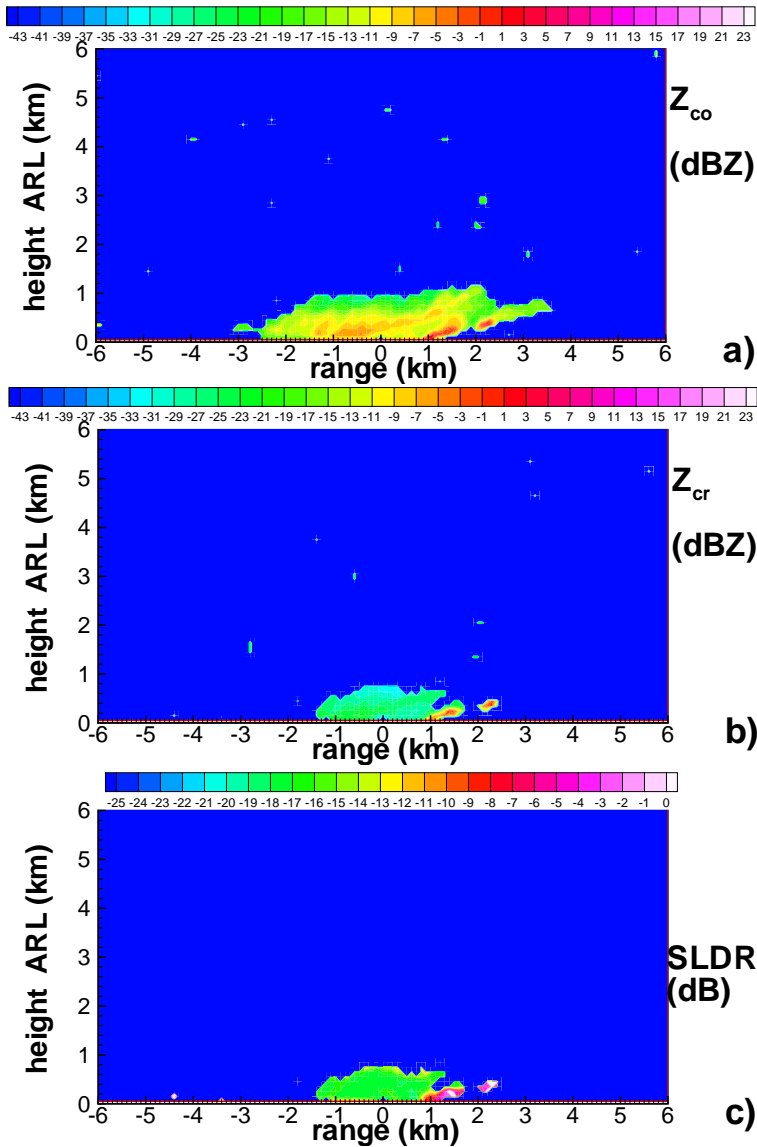 -43 -41 -39 -37 -35 -33 -31 -29 -27 -25 -23 -21 -19 -17 -15 -13 -11 -9 -7 -5 -3 -1 1 3 5 7 9 11 13 15 17 19 21 23
6
5
4
3
2
1
0
height ARL (km)
Zco
(dBZ)
-6 -5 -4 -3 -2 -1 0 1 2 3 4 5 6
range (km)
a)
-43 -41 -39 -37 -35 -33 -31 -29 -27 -25 -23 -21 -19 -17 -15 -13 -11 -9 -7 -5 -3 -1 1 3 5 7 9 11 13 15 17 19 21 23
6
5
4
3
2
1
0
height ARL (km)
Zcr
(dBZ)
-6 -5 -4 -3 -2 -1 0 1 2 3 4 5 6
range (km)
b)
-25 -24 -23 -22 -21 -20 -19 -18 -17 -16 -15 -14 -13 -12 -11 -10 -9 -8 -7 -6 -5 -4 -3 -2 -1 0
6
5
4
3
2
1
0
height ARL (km)
SLDR
(dB)
-6 -5 -4 -3 -2 -1 0 1 2 3 4 5 6
range (km)
c)